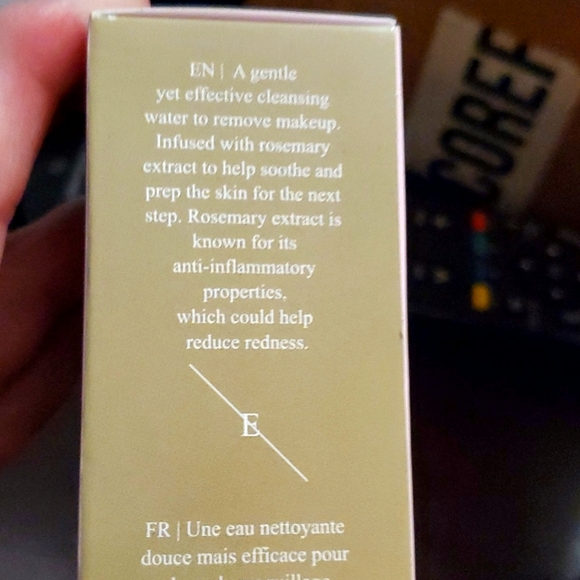 EN | A gentle
yet effective cleansing
water to remove makeup.
Infused with rosemary
extract to help soothe and
prep the skin for the next
step. Rosemary extract is
known for its
anti-inflammatory
properties,
which could help
reduce redness.
E
FR | Une eau nettoyante
douce mais efficace pour
COREF